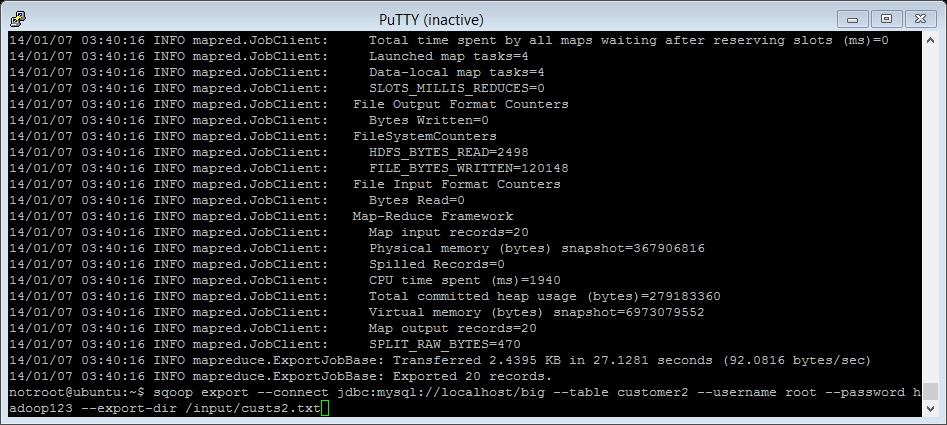 PuTTY (inactive)
14/01/07 03:40:16 INFO mapred.JobClient:     Total time spent by all maps waiting after reserving slots (ms)=0
14/01/07 03:40:16 INFO mapred.JobClient:     Launched map tasks=4
14/01/07 03:40:16 INFO mapred.JobClient:     Data-local map tasks=4
14/01/07 03:40:16 INFO mapred.JobClient:     SLOTS_MILLIS_REDUCES=0
14/01/07 03:40:16 INFO mapred.JobClient:   File Output Format Counters
14/01/07 03:40:16 INFO mapred.JobClient:     Bytes Written=0
14/01/07 03:40:16 INFO mapred.JobClient:   FileSystemCounters
14/01/07 03:40:16 INFO mapred.JobClient:     HDFS_BYTES_READ=2498
14/01/07 03:40:16 INFO mapred.JobClient:     FILE_BYTES_WRITTEN=120148
14/01/07 03:40:16 INFO mapred.JobClient:   File Input Format Counters
14/01/07 03:40:16 INFO mapred.JobClient:     Bytes Read=0
14/01/07 03:40:16 INFO mapred.JobClient:   Map-Reduce Framework
14/01/07 03:40:16 INFO mapred.JobClient:     Map input records=20
14/01/07 03:40:16 INFO mapred.JobClient:     Physical memory (bytes) snapshot=367906816
14/01/07 03:40:16 INFO mapred.JobClient:     Spilled Records=0
14/01/07 03:40:16 INFO mapred.JobClient:     CPU time spent (ms)=1940
14/01/07 03:40:16 INFO mapred.JobClient:     Total committed heap usage (bytes)=279183360
14/01/07 03:40:16 INFO mapred.JobClient:     Virtual memory (bytes) snapshot=6973079552
14/01/07 03:40:16 INFO mapred.JobClient:     Map output records=20
14/01/07 03:40:16 INFO mapred.JobClient:     SPLIT_RAW_BYTES=470
14/01/07 03:40:16 INFO mapreduce.ExportJobBase: Transferred 2.4395 KB in 27.1281 seconds (92.0816 bytes/sec)
14/01/07 03:40:16 INFO mapreduce.ExportJobBase: Exported 20 records.
notroot@ubuntu:~$ sqoop export --connect jdbc:mysql://localhost/big --table customer2 --username root --password h
adoop123 --export-dir /input/custs2.txt